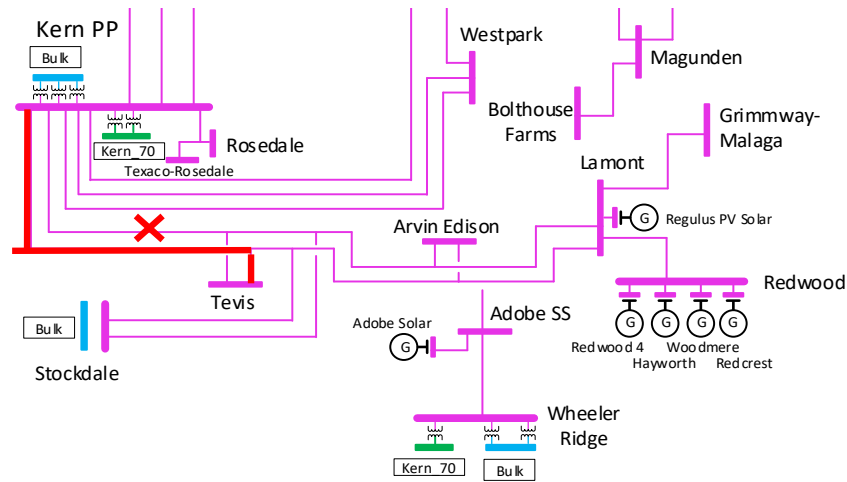 Kern PP
Bulk
Westpark
Magunden
Bolthouse
Farms
Grimmway-
Malaga
Kern_70
Rosedale
Texaco-Rosedale
Lamont
G
Regulus PV Solar
Arvin Edison
Tevis
Redwood
G
G
G
G
Redwood 4
Woodmere
Hayworth
Redcrest
Adobe SS
Adobe Solar
G
Bulk
Stockdale
Wheeler
Ridge
Kern_70
Bulk